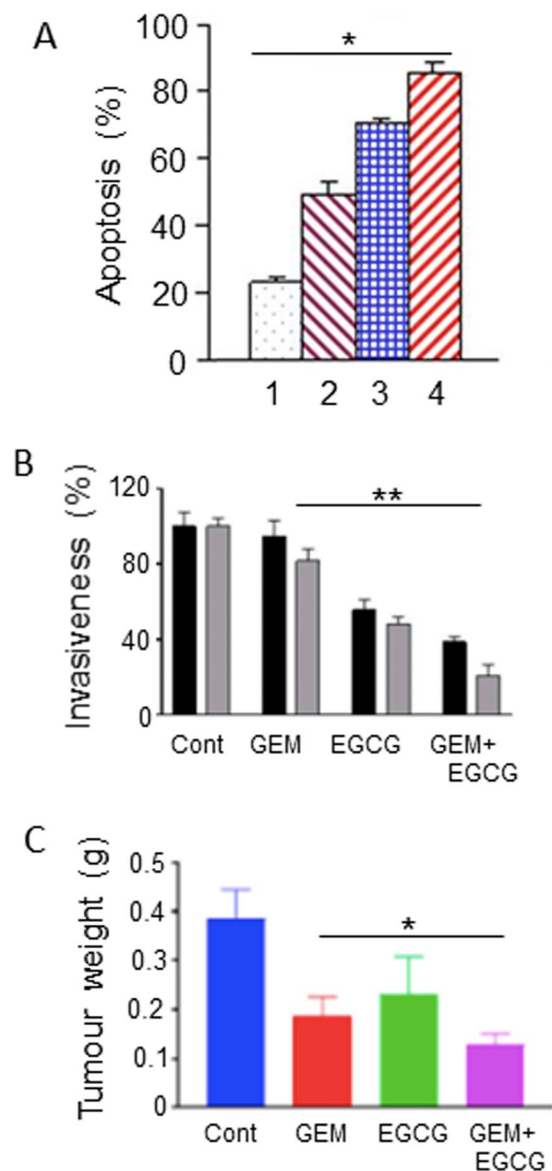 A
Apoptosis (%)
100
80
60
40
20
0
*
1 2 3 4
B
Invasiveness (%)
120
80
40
0
**
Cont GEM EGCG GEM+
EGCG
C
Tumour weight (g)
0.5
0.4
0.3
0.2
0.1
0
*
Cont GEM EGCG GEM+
EGCG